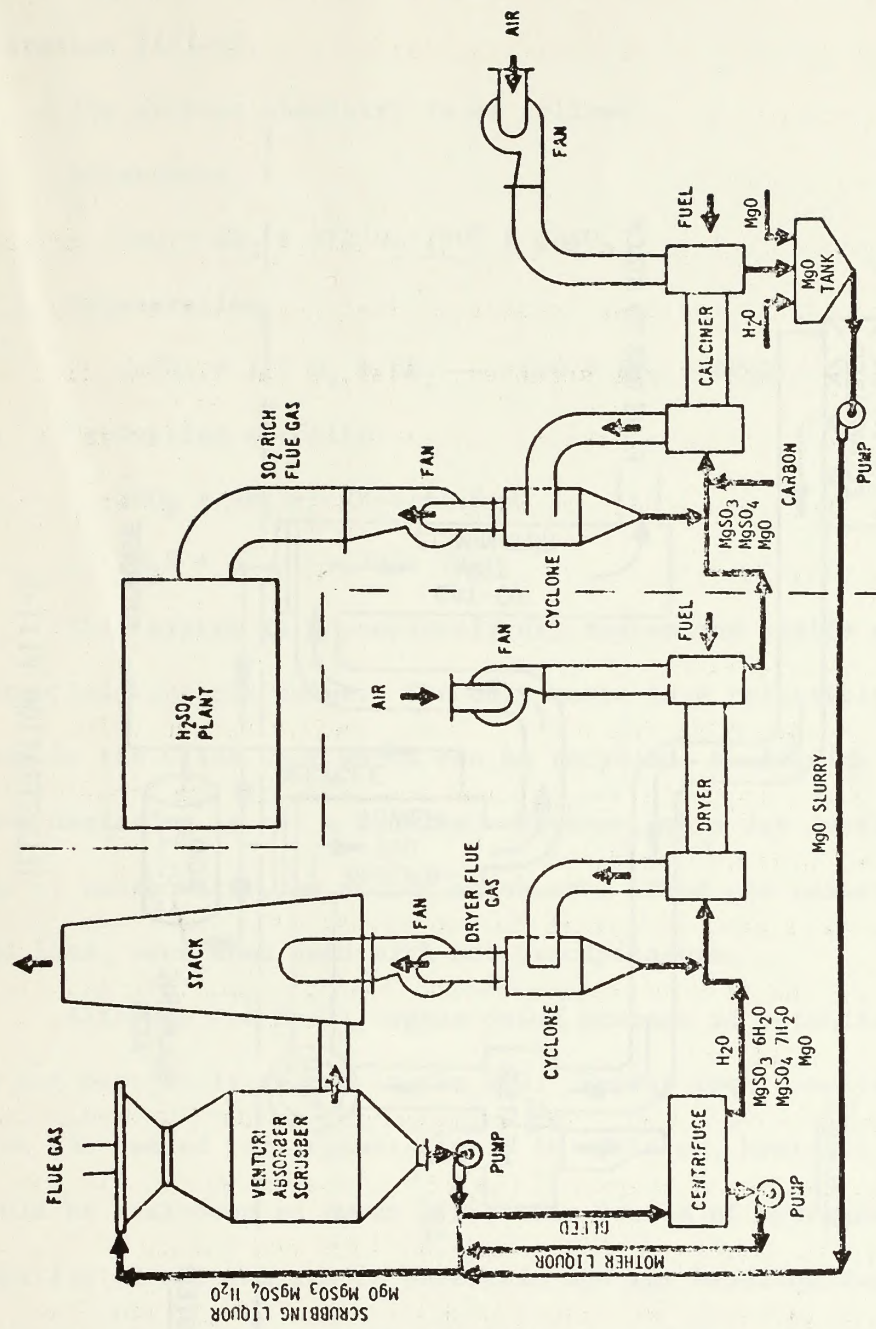 FLUE GAS
VENTURI
ABSORBER
SCRUBBER
STACK
PUMP
SCRUBBING LIQUOR
MgO MgSO3 MgSO4 H2O
MOTHER LIQUOR
CENTRIFUGE
PUMP
H2O
MgSO3 6H2O
MgSO4 7H2O
MgO
FAN
DRYER FLUE
GAS
CYCLONE
DRYER
AIR
FAN
FUEL
H2SO4
PLANT
SO2 RICH
FLUE GAS
FAN
CYCLONE
MgSO3
MgSO4
MgO
CARBON
CALCINER
FUEL
FAN
AIR
H2O
MgO
MgO
TANK
PUMP
MgO SLURRY